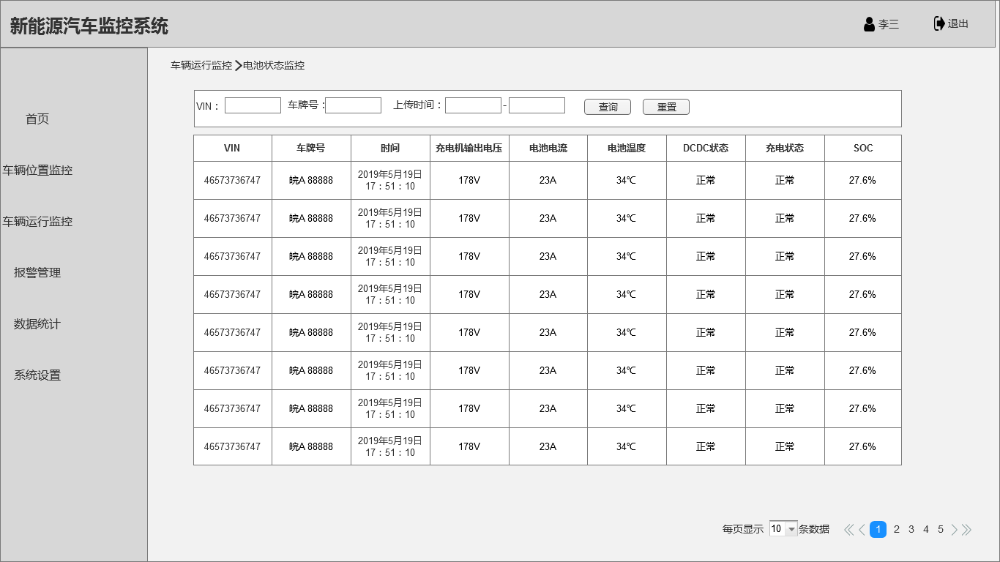 新能源汽车监控系统
李三
退出
车辆运行监控 电池状态监控
首页
车辆位置监控
车辆运行监控
报警管理
数据统计
系统设置
VIN： 车牌号： 上传时间： - 查询 重置
VIN 车牌号 时间 充电机输出电压 电池电流 电池温度 DCDC状态 充电状态 SOC
46573736747 皖A 88888 2019年5月19日 17：51：10 178V 23A 34℃ 正常 正常 27.6%
46573736747 皖A 88888 2019年5月19日 17：51：10 178V 23A 34℃ 正常 正常 27.6%
46573736747 皖A 88888 2019年5月19日 17：51：10 178V 23A 34℃ 正常 正常 27.6%
46573736747 皖A 88888 2019年5月19日 17：51：10 178V 23A 34℃ 正常 正常 27.6%
46573736747 皖A 88888 2019年5月19日 17：51：10 178V 23A 34℃ 正常 正常 27.6%
46573736747 皖A 88888 2019年5月19日 17：51：10 178V 23A 34℃ 正常 正常 27.6%
46573736747 皖A 88888 2019年5月19日 17：51：10 178V 23A 34℃ 正常 正常 27.6%
46573736747 皖A 88888 2019年5月19日 17：51：10 178V 23A 34℃ 正常 正常 27.6%
每页显示 10 条数据 1 2 3 4 5